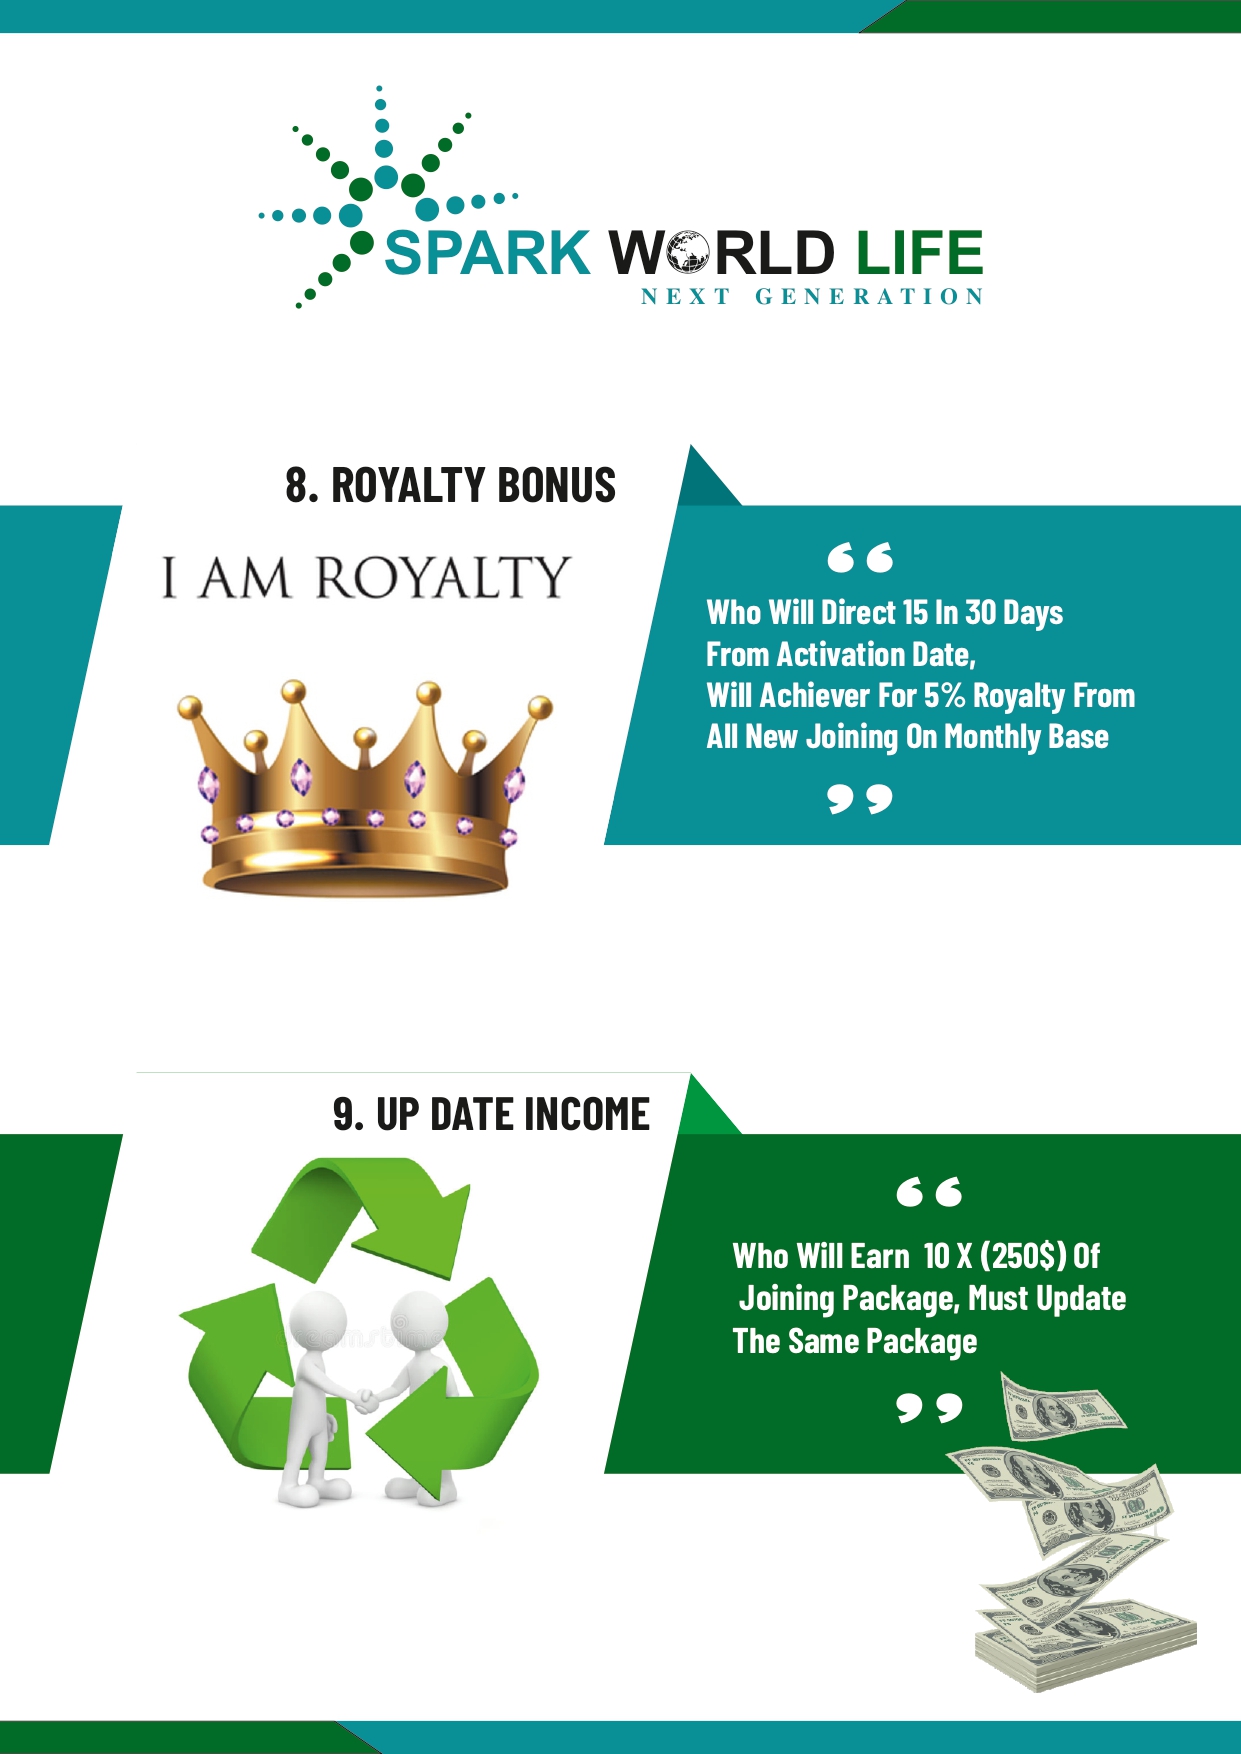 SPARK WORLD LIFE
NEXT GENERATION
8. ROYALTY BONUS
I AM ROYALTY
“
Who Will Direct 15 In 30 Days
From Activation Date,
Will Achiever For 5% Royalty From
All New Joining On Monthly Base
”
9. UP DATE INCOME
“
Who Will Earn 10 X (250$) Of
Joining Package, Must Update
The Same Package
”
100
100